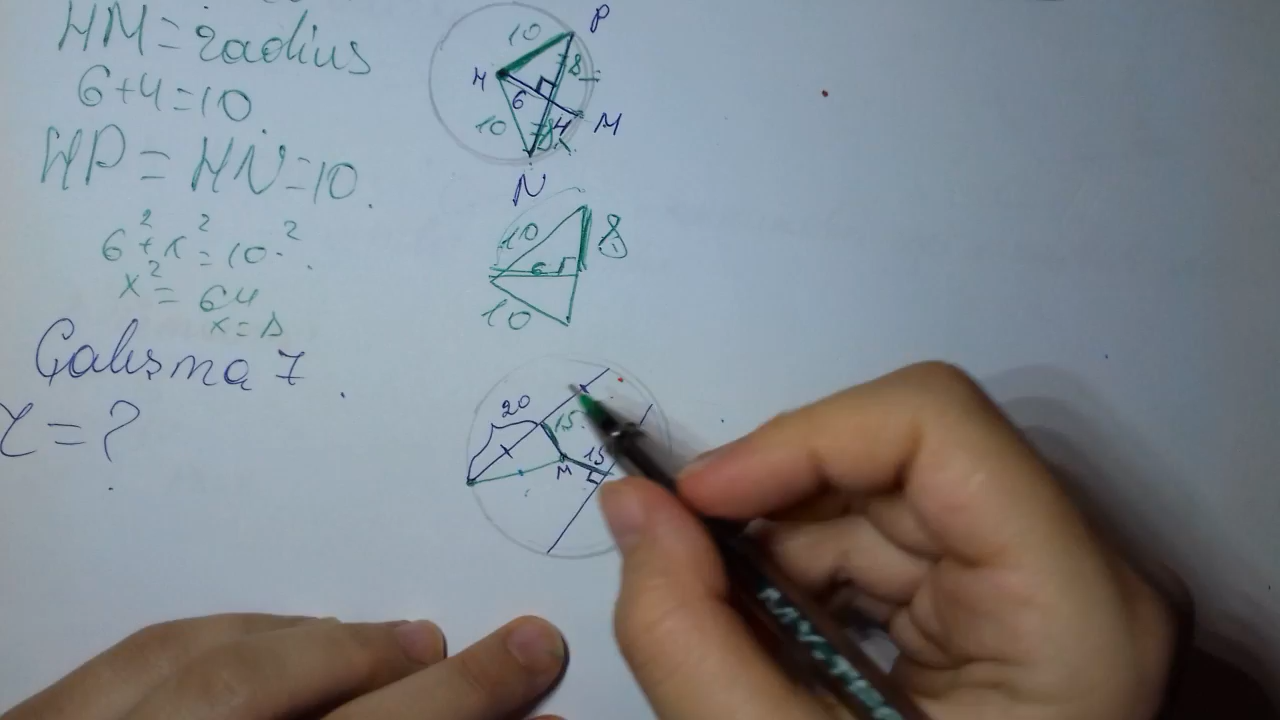 HM = radius
6+4=10
HP = HN=10.
6²+x²=10².
x²=64
x=8
Çalışma 7.
r=?
10
P
8
H
6
10
8
4
M
N
10
8
6
10
20
15
15
M